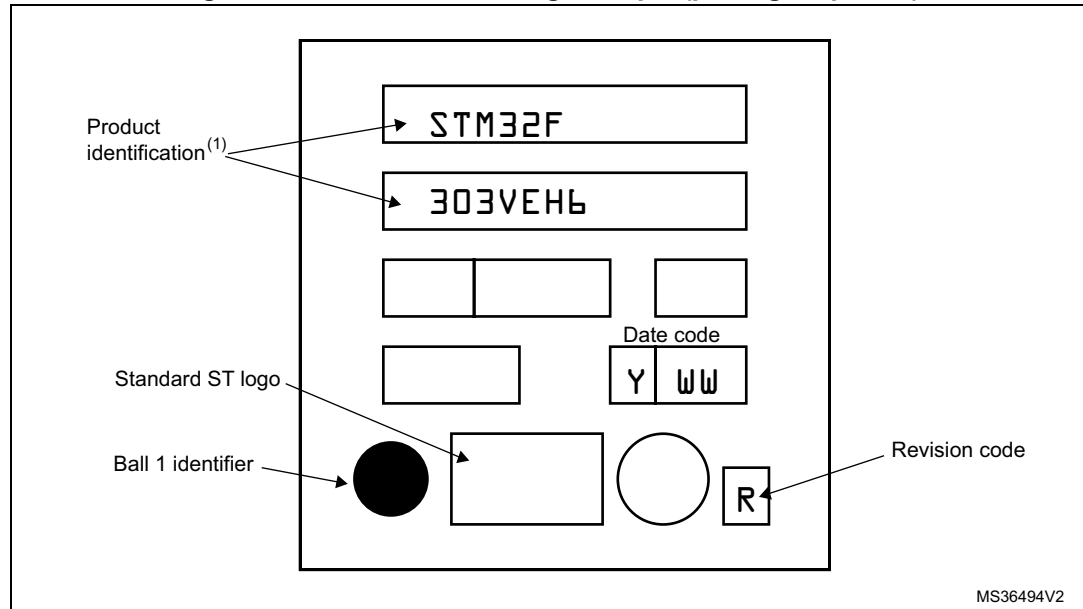 STM32F
Product
identification(1)
303VEH6
Date code
Y WW
Standard ST logo
Ball 1 identifier
Revision code
R
MS36494V2